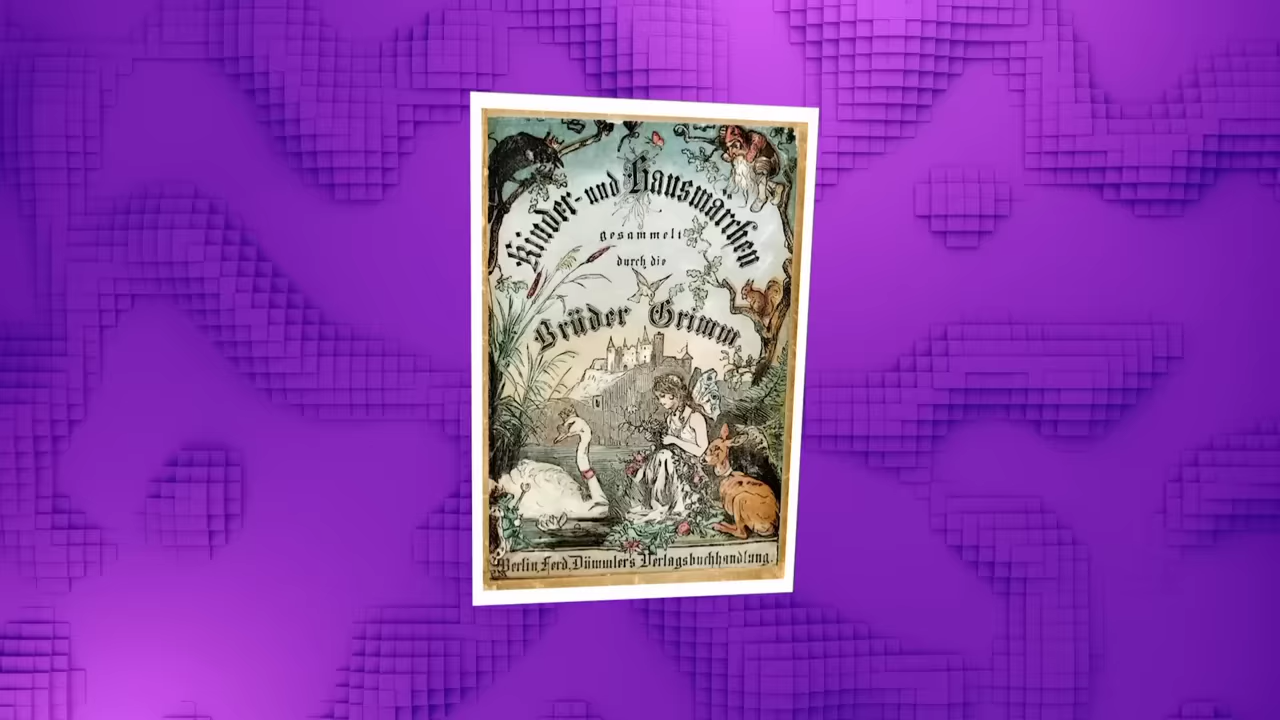 Kinder- und Hausmärchen
gesammelt
durch die
Brüder Grimm
Berlin, Ferd. Dümmler's Verlagsbuchhandlung.